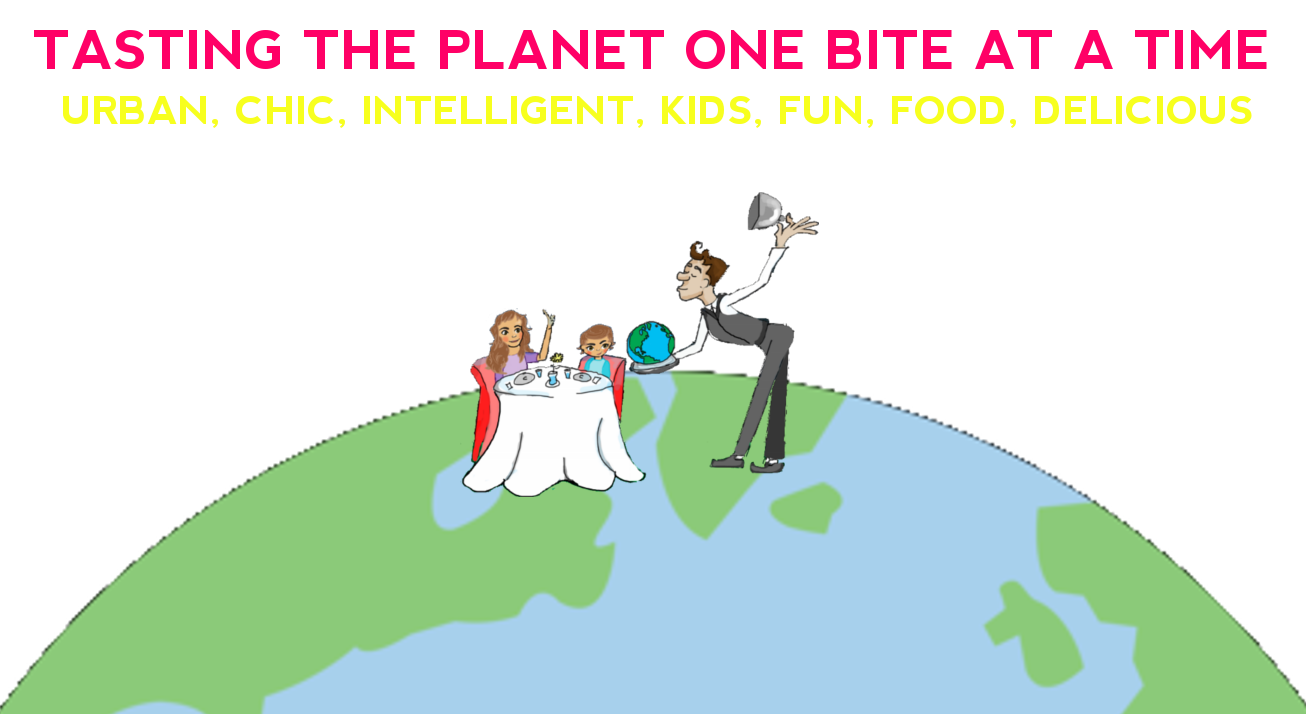 TASTING THE PLANET ONE BITE AT A TIME
URBAN, CHIC, INTELLIGENT, KIDS, FUN, FOOD, DELICIOUS